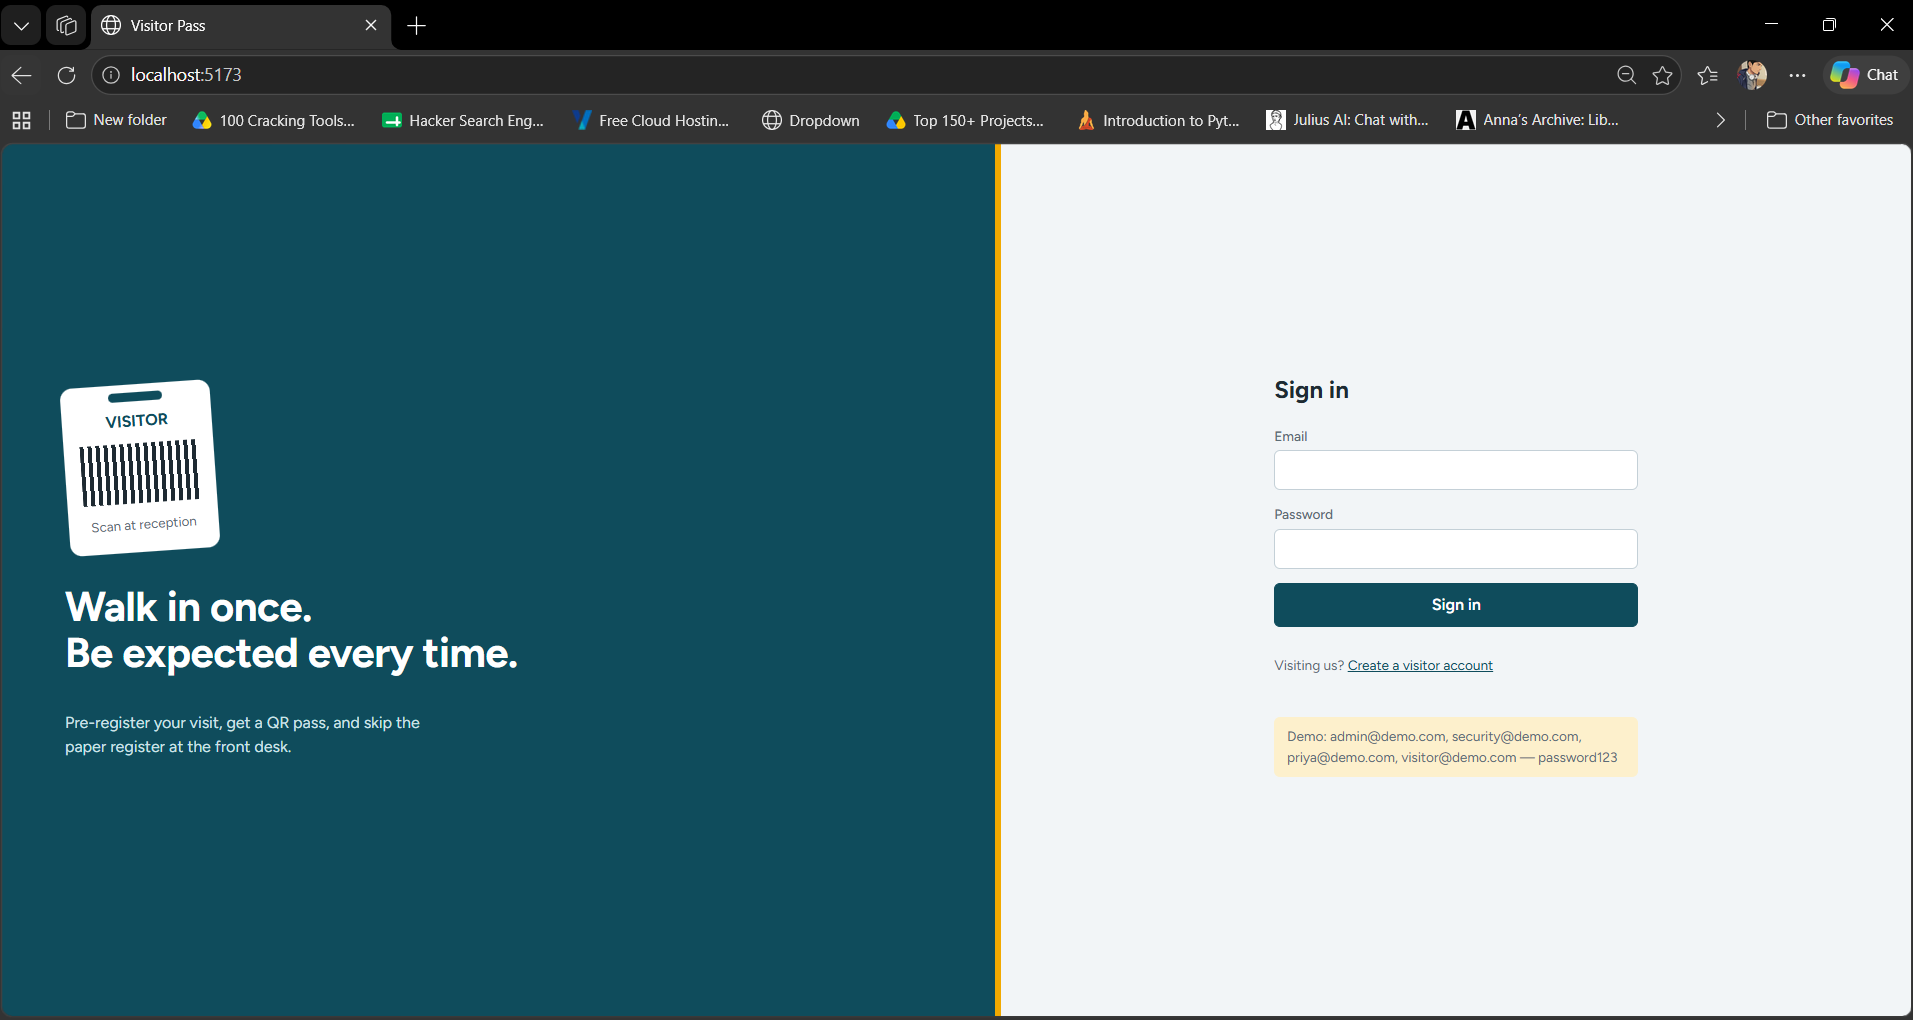 Visitor Pass
localhost:5173
Chat
New folder
100 Cracking Tools...
Hacker Search Eng...
Free Cloud Hostin...
Dropdown
Top 150+ Projects...
Introduction to Pyt...
Julius AI: Chat with...
Anna's Archive: Lib...
Other favorites
VISITOR
Scan at reception
Walk in once.
Be expected every time.
Pre-register your visit, get a QR pass, and skip the
paper register at the front desk.
Sign in
Email
Password
Sign in
Visiting us? Create a visitor account
Demo: admin@demo.com, security@demo.com,
priya@demo.com, visitor@demo.com — password123